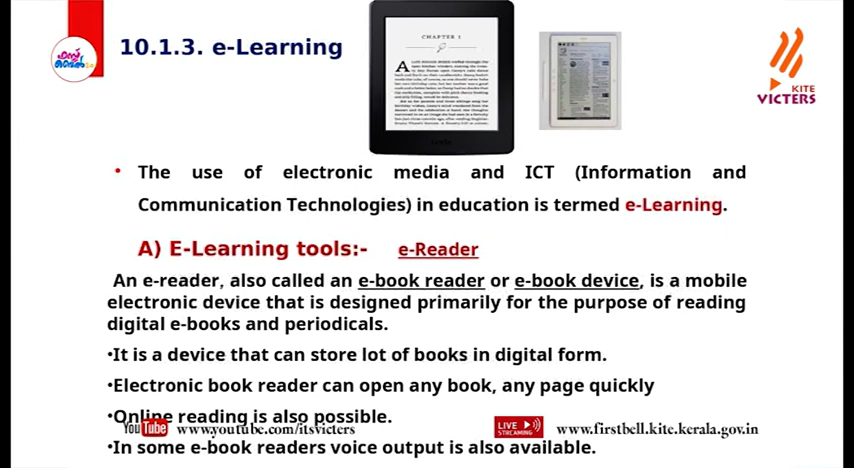 10.1.3. e-Learning
CHAPTER 1
KITE
VICTERS
• The use of electronic media and ICT (Information and
Communication Technologies) in education is termed e-Learning.
A) E-Learning tools:- e-Reader
An e-reader, also called an e-book reader or e-book device, is a mobile
electronic device that is designed primarily for the purpose of reading
digital e-books and periodicals.
•It is a device that can store lot of books in digital form.
•Electronic book reader can open any book, any page quickly
•Online reading is also possible.
YouTube www.youtube.com/itsvicters
LIVE STREAMING www.firstbell.kite.kerala.gov.in
•In some e-book readers voice output is also available.